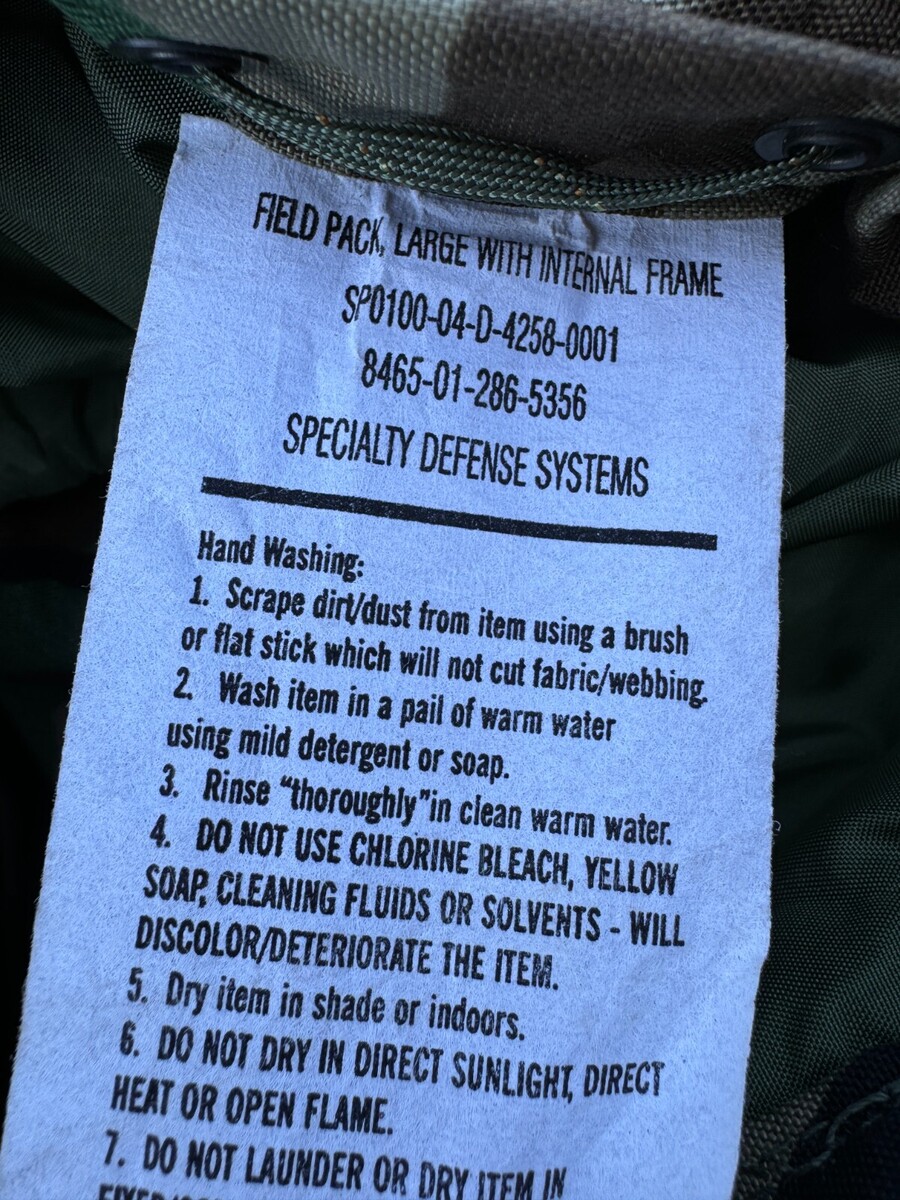 FIELD PACK, LARGE WITH INTERNAL FRAME
SP0100-04-D-4258-0001
8465-01-286-5356
SPECIALTY DEFENSE SYSTEMS
Hand Washing:
1. Scrape dirt/dust from item using a brush
or flat stick which will not cut fabric/webbing.
2. Wash item in a pail of warm water
using mild detergent or soap.
3. Rinse "thoroughly"in clean warm water.
4. DO NOT USE CHLORINE BLEACH, YELLOW
SOAP, CLEANING FLUIDS OR SOLVENTS - WILL
DISCOLOR/DETERIORATE THE ITEM.
5. Dry item in shade or indoors.
6. DO NOT DRY IN DIRECT SUNLIGHT, DIRECT
HEAT OR OPEN FLAME.
7. DO NOT LAUNDER OR DRY ITEM IN